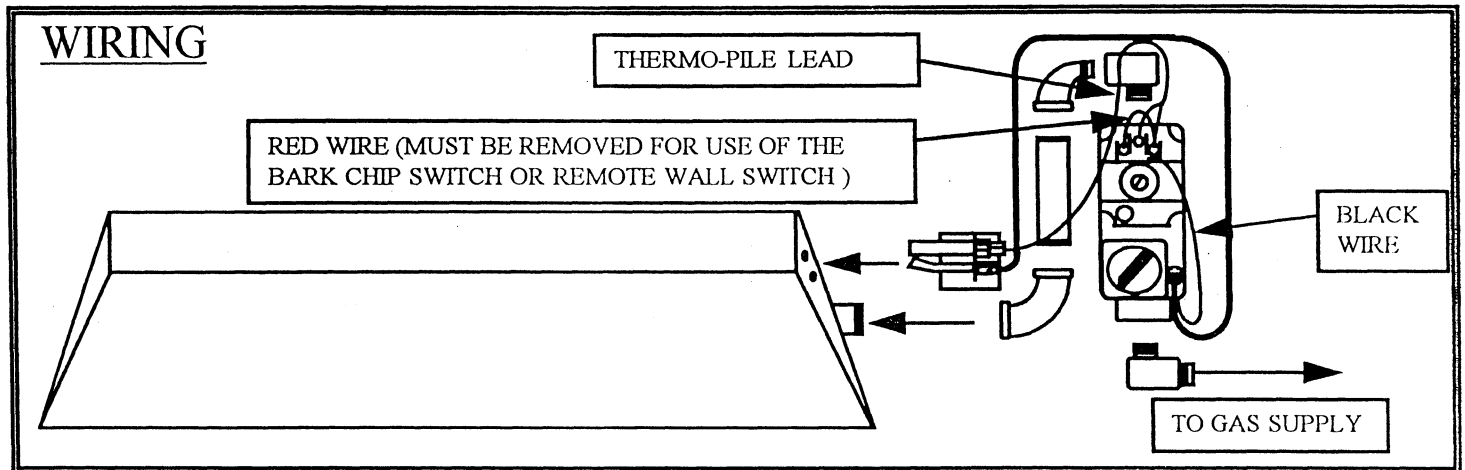 WIRING
THERMO-PILE LEAD
RED WIRE (MUST BE REMOVED FOR USE OF THE
BARK CHIP SWITCH OR REMOTE WALL SWITCH )
BLACK
WIRE
TO GAS SUPPLY